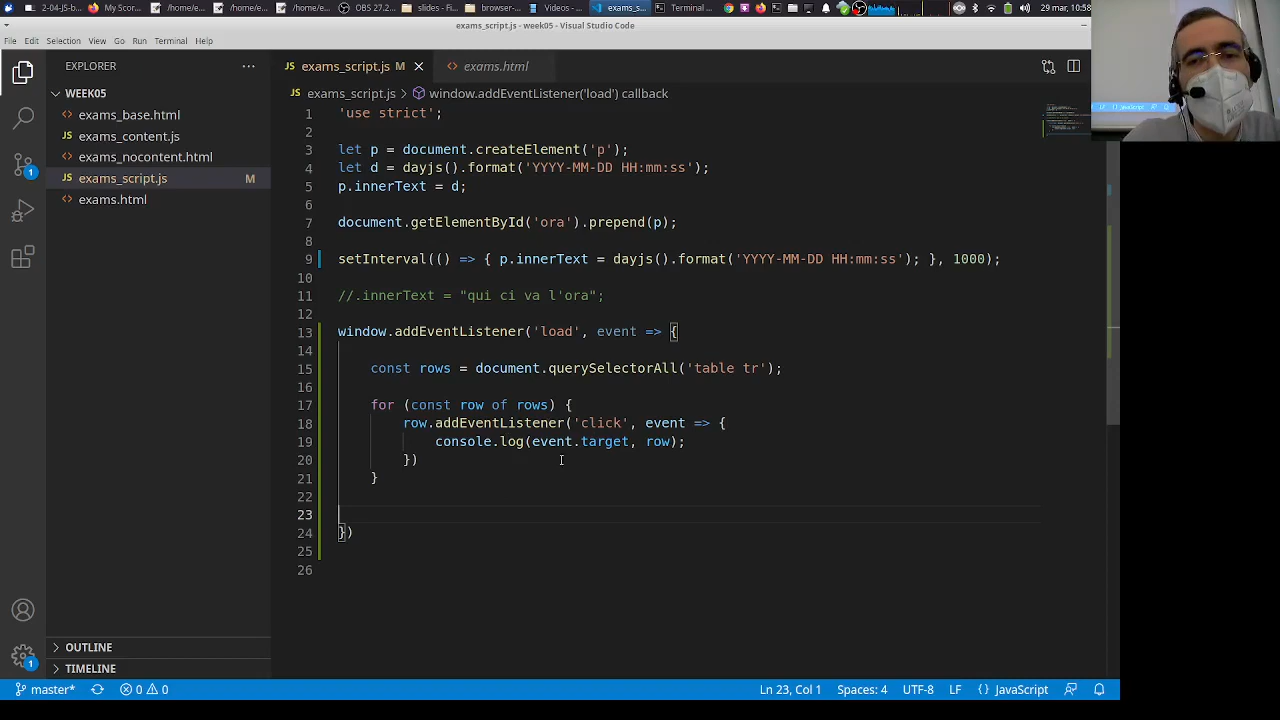 2-04-JS-b
My Scor...
/home/e
/home/e
/home/e
OBS 27.2...
slides - Fi...
browser-...
Videos - ...
exams_s...
Terminal ...
29 mar, 10:58
exams_script.js - week05 - Visual Studio Code
File Edit Selection View Go Run Terminal Help
EXPLORER ...
WEEK05
exams_base.html
exams_content.js
exams_nocontent.html
exams_script.js M
exams.html
OUTLINE
TIMELINE
exams_script.js M
exams.html
exams_script.js > window.addEventListener('load') callback
1 'use strict';
2
3 let p = document.createElement('p');
4 let d = dayjs().format('YYYY-MM-DD HH:mm:ss');
5 p.innerText = d;
6
7 document.getElementById('ora').prepend(p);
8
9 setInterval(() => { p.innerText = dayjs().format('YYYY-MM-DD HH:mm:ss'); }, 1000);
10
11 //.innerText = "qui ci va l'ora";
12
13 window.addEventListener('load', event => {
14
15 const rows = document.querySelectorAll('table tr');
16
17 for (const row of rows) {
18 row.addEventListener('click', event => {
19 console.log(event.target, row);
20 })
21 }
22
23
24 })
25
26
1
1
master* 0 0
Ln 23, Col 1 Spaces: 4 UTF-8 LF {} JavaScript